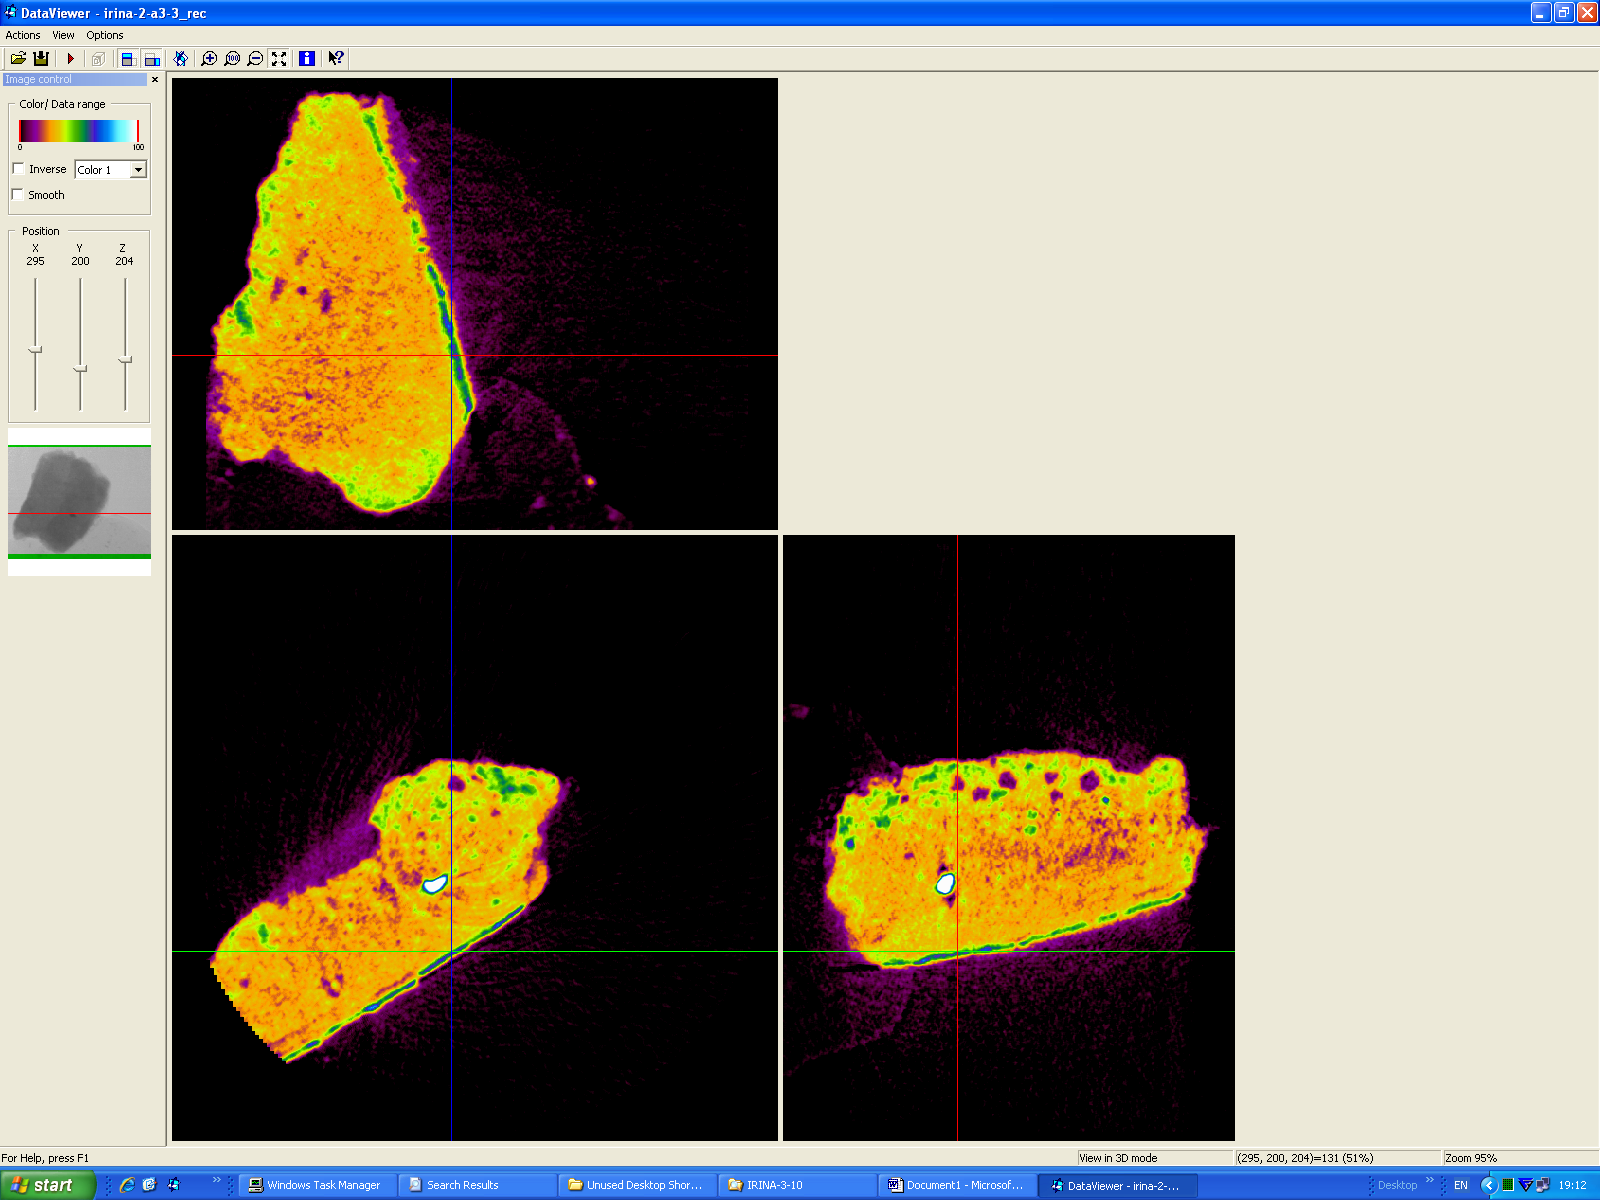 DataViewer - irina-2-a3-3_rec
Actions View Options
Image control
Color/ Data range
0 100
Inverse Color 1
Smooth
Position
X Y Z
295 200 204
For Help, press F1
View in 3D mode
(295, 200, 204)=131 (51%)
Zoom 95%
start
Windows Task Manager
Search Results
Unused Desktop Shor...
IRINA-3-10
Document1 - Microsof...
DataViewer - irina-2-...
Desktop
EN
19:12